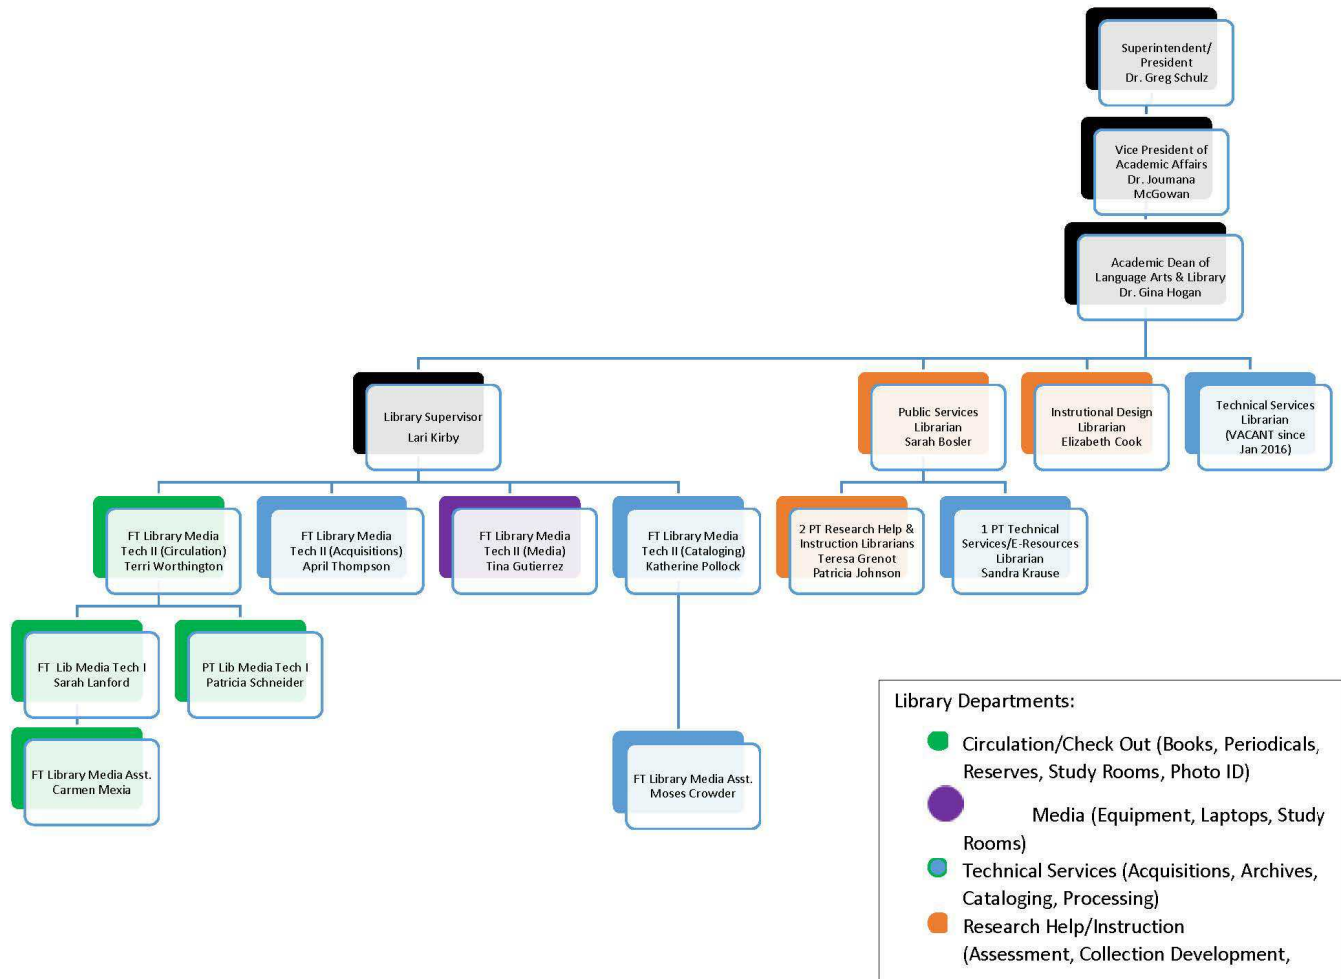 Superintendent/
President
Dr. Greg Schulz
Vice President of
Academic Affairs
Dr. Joumana
McGowan
Academic Dean of
Language Arts & Library
Dr. Gina Hogan
Library Supervisor
Lari Kirby
Public Services
Librarian
Sarah Bosler
Instrutional Design
Librarian
Elizabeth Cook
Technical Services
Librarian
(VACANT since
Jan 2016)
FT Library Media
Tech II (Circulation)
Terri Worthington
FT Library Media
Tech II (Acquisitions)
April Thompson
FT Library Media
Tech II (Media)
Tina Gutierrez
FT Library Media
Tech II (Cataloging)
Katherine Pollock
2 PT Research Help &
Instruction Librarians
Teresa Grenot
Patricia Johnson
1 PT Technical
Services/E-Resources
Librarian
Sandra Krause
FT Lib Media Tech I
Sarah Lanford
PT Lib Media Tech I
Patricia Schneider
FT Library Media Asst.
Carmen Mexia
FT Library Media Asst.
Moses Crowder
Library Departments:
Circulation/Check Out (Books, Periodicals,
Reserves, Study Rooms, Photo ID)
Media (Equipment, Laptops, Study
Rooms)
Technical Services (Acquisitions, Archives,
Cataloging, Processing)
Research Help/Instruction
(Assessment, Collection Development,